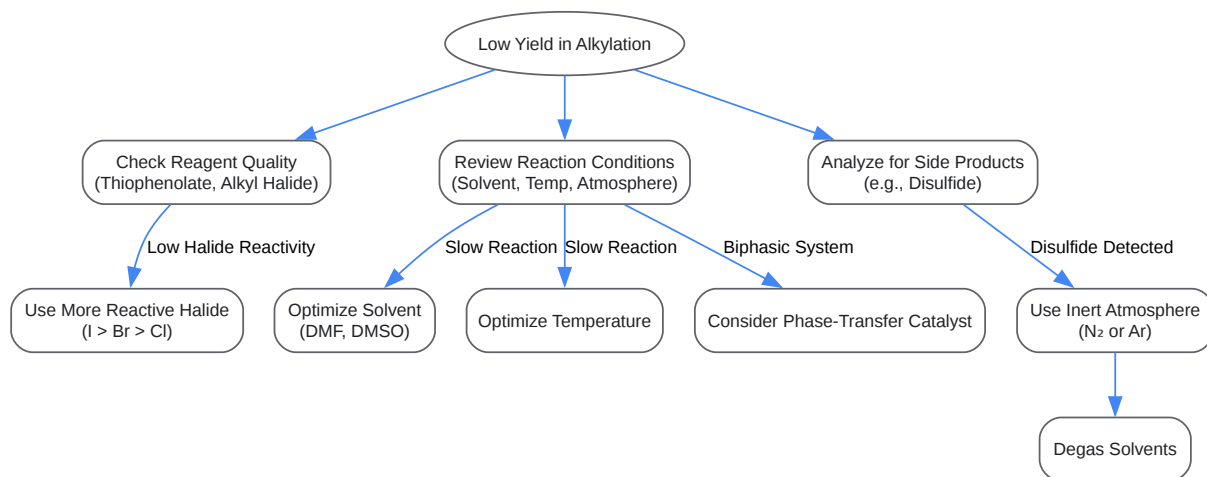 Low Yield in Alkylation
Check Reagent Quality
(Thiophenolate, Alkyl Halide)
Review Reaction Conditions
(Solvent, Temp, Atmosphere)
Analyze for Side Products
(e.g., Disulfide)
Low Halide Reactivity
Slow Reaction
Slow Reaction
Biphasic System
Disulfide Detected
Use More Reactive Halide
(I > Br > Cl)
Optimize Solvent
(DMF, DMSO)
Optimize Temperature
Consider Phase-Transfer Catalyst
Use Inert Atmosphere
(N₂ or Ar)
Degas Solvents